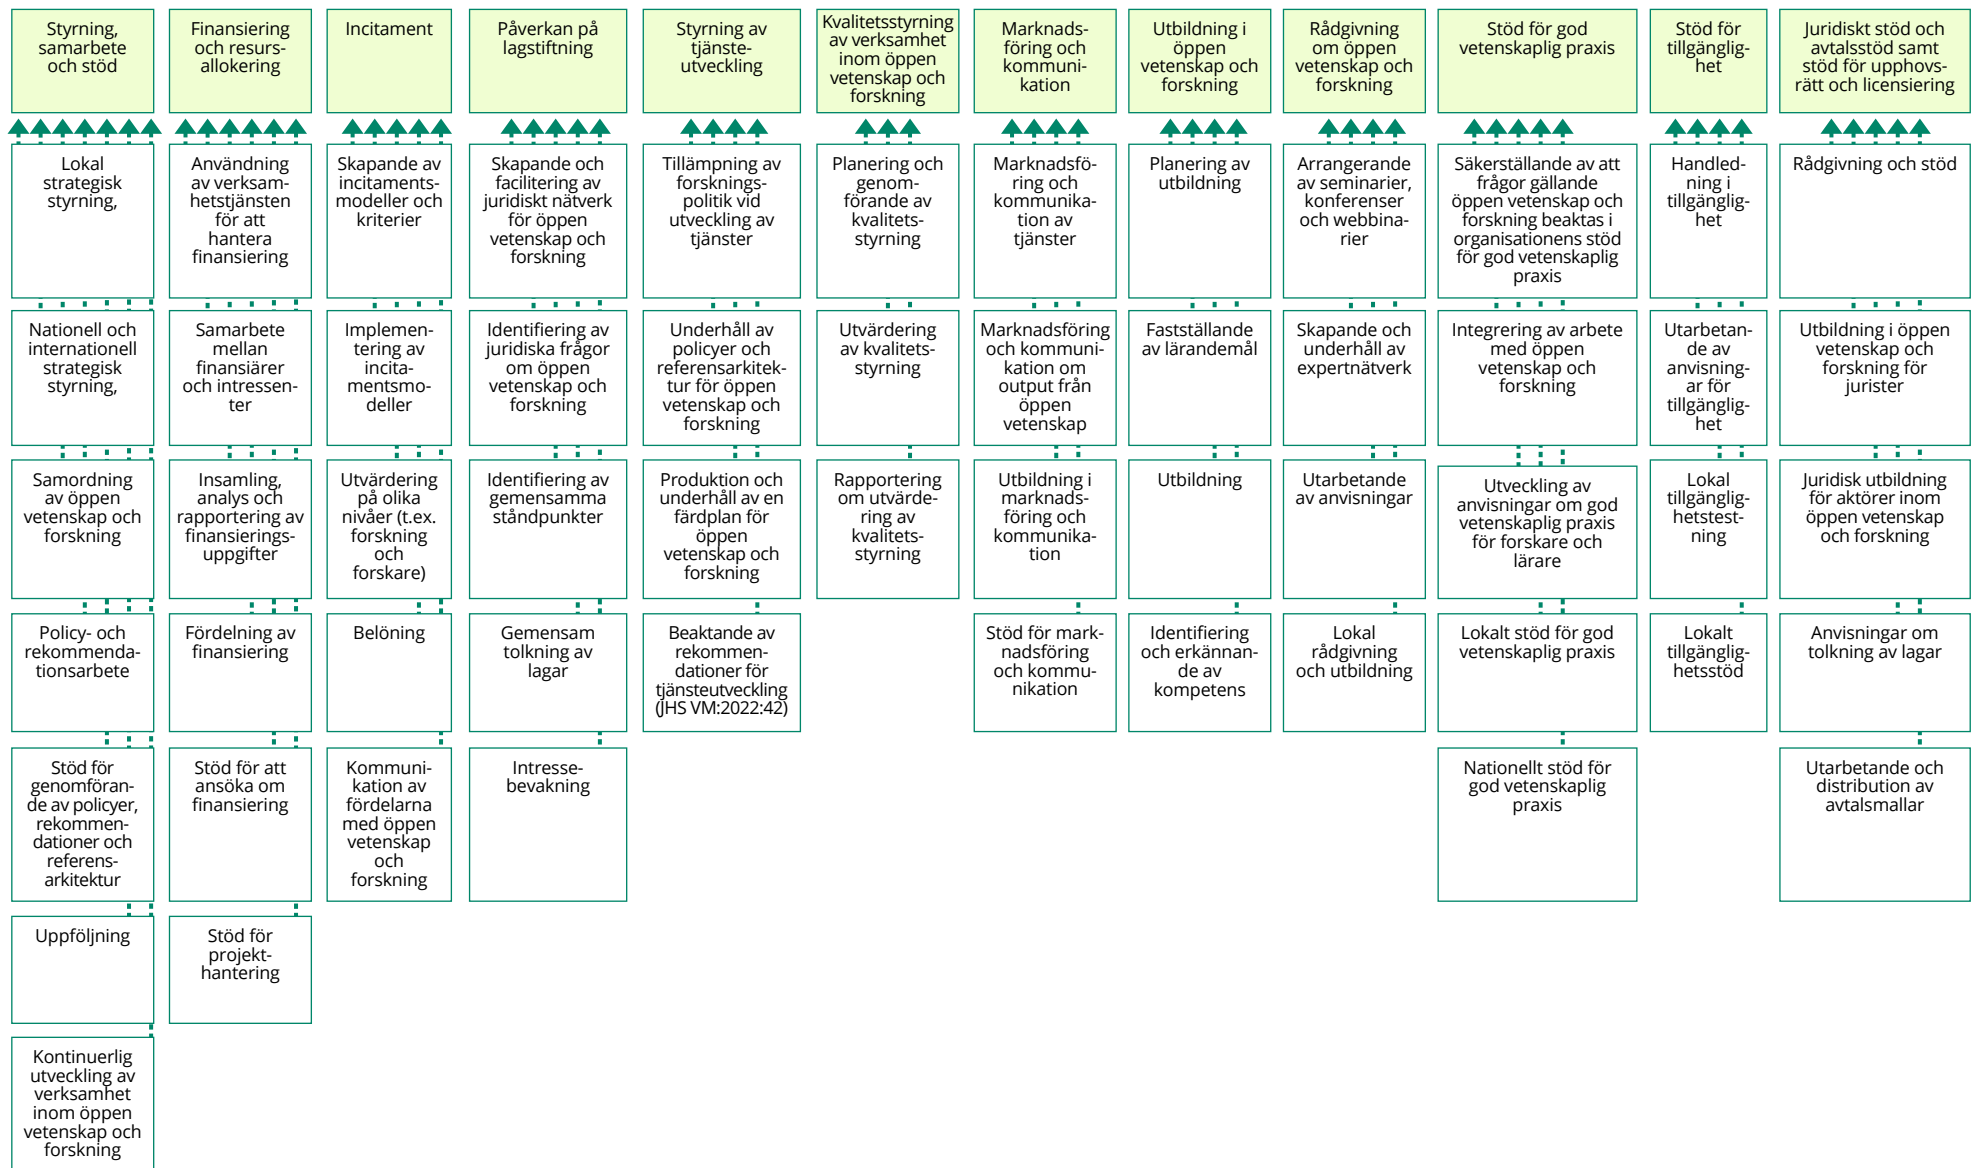 Styrning,
samarbete
och stöd
Finansiering
och resurs-
allokering
Incitament
Påverkan på
lagstiftning
Styrning av
tjänste-
utveckling
Kvalitetsstyrning
av verksamhet
inom öppen
vetenskap och
forskning
Marknads-
föring och
kommuni-
kation
Utbildning i
öppen
vetenskap och
forskning
Rådgivning
om öppen
vetenskap och
forskning
Stöd för god
vetenskaplig praxis
Stöd för
tillgänglig-
het
Juridiskt stöd och
avtalsstöd samt
stöd för upphovs-
rätt och licensiering
Lokal
strategisk
styrning,
Användning
av verksam-
hetstjänsten
för att
hantera
finansiering
Skapande av
incitaments-
modeller och
kriterier
Skapande och
facilitering av
juridiskt nätverk
för öppen
vetenskap och
forskning
Tillämpning av
forsknings-
politik vid
utveckling av
tjänster
Planering och
genom-
förande av
kvalitets-
styrning
Marknadsfö-
ring och
kommunika-
tion av
tjänster
Planering av
utbildning
Arrangerande
av seminarier,
konferenser
och webbina-
rier
Säkerställande av att
frågor gällande
öppen vetenskap och
forskning beaktas i
organisationens stöd
för god vetenskaplig
praxis
Handled-
ning i
tillgänglig-
het
Rådgivning och stöd
Nationell och
internationell
strategisk
styrning,
Samarbete
mellan
finansiärer
och intressen-
ter
Implemen-
tering av
incita-
mentsmo-
deller
Identifiering av
juridiska frågor
om öppen
vetenskap och
forskning
Underhåll av
policyer och
referensarkitek-
tur för öppen
vetenskap och
forskning
Utvärdering
av kvalitets-
styrning
Marknadsföring
och kommuni-
kation om
output från
öppen
vetenskap
Fastställande
av lärandemål
Skapande och
underhåll av
expertnätverk
Integrering av arbete
med öppen
vetenskap och
forskning
Utarbetan-
de av
anvisning-
ar för
tillgänglig-
het
Utbildning i öppen
vetenskap och
forskning för
jurister
Samordning
av öppen
vetenskap och
forskning
Insamling,
analys och
rapportering av
finansierings-
uppgifter
Utvärdering
på olika
nivåer (t.ex.
forskning
och
forskare)
Identifiering av
gemensamma
ståndpunkter
Produktion och
underhåll av en
färdplan för
öppen
vetenskap och
forskning
Rapportering
om utvärde-
ring av
kvalitets-
styrning
Utbildning i
marknads-
föring och
kommunika-
tion
Utbildning
Utarbetande
av anvisningar
Utveckling av
anvisningar om god
vetenskaplig praxis
för forskare och
lärare
Lokal
tillgänglig-
hetstest-
ning
Juridisk utbildning
för aktörer inom
öppen vetenskap
och forskning
Policy- och
rekommenda-
tionsarbete
Fördelning av
finansiering
Belöning
Gemensam
tolkning av
lagar
Beaktande av
rekommen-
dationer för
tjänsteutveckling
(JHS VM:2022:42)
Stöd för mark-
nadsföring
och kommu-
nikation
Identifiering
och erkännan-
de av
kompetens
Lokal
rådgivning
och utbildning
Lokalt stöd för god
vetenskaplig praxis
Lokalt
tillgänglig-
hetsstöd
Anvisningar om
tolkning av lagar
Stöd för
genomföran-
de av policyer,
rekommen-
dationer och
referens-
arkitektur
Stöd för att
ansöka om
finansiering
Kommuni-
kation av
fördelarna
med öppen
vetenskap
och
forskning
Intresse-
bevakning
Nationellt stöd för
god vetenskaplig
praxis
Utarbetande och
distribution av
avtalsmallar
Uppföljning
Stöd för
projekt-
hantering
Kontinuerlig
utveckling av
verksamhet
inom öppen
vetenskap och
forskning